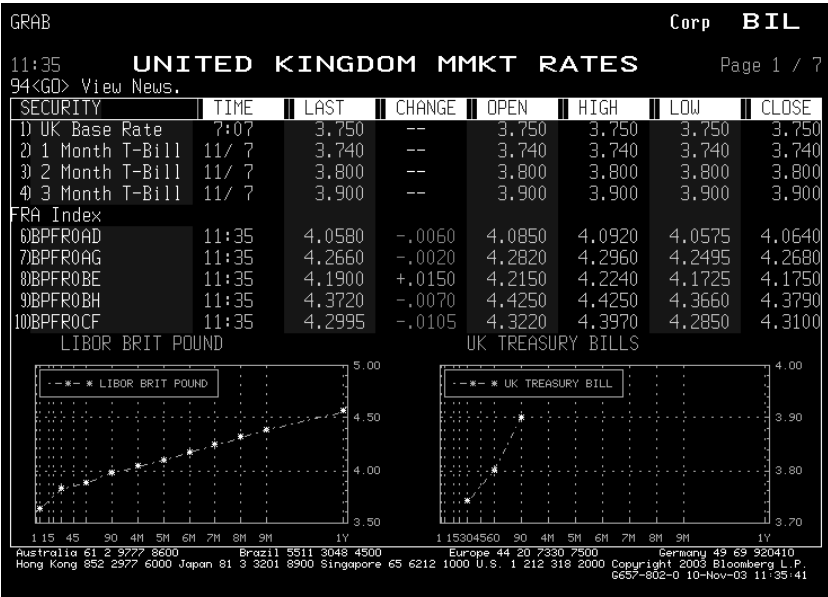 GRAB Corp BIL
11:35 UNITED KINGDOM MMKT RATES Page 1 / 7
94<GO> View News.
SECURITY TIME LAST CHANGE OPEN HIGH LOW CLOSE
1) UK Base Rate 7:07 3.750 -- 3.750 3.750 3.750 3.750
2) 1 Month T-Bill 11/ 7 3.740 -- 3.740 3.740 3.740 3.740
3) 2 Month T-Bill 11/ 7 3.800 -- 3.800 3.800 3.800 3.800
4) 3 Month T-Bill 11/ 7 3.900 -- 3.900 3.900 3.900 3.900
FRA Index
6)BPFR0AD 11:35 4.0580 -.0060 4.0850 4.0920 4.0575 4.0640
7)BPFR0AG 11:35 4.2660 -.0020 4.2820 4.2960 4.2495 4.2680
8)BPFR0BE 11:35 4.1900 +.0150 4.2150 4.2240 4.1725 4.1750
9)BPFR0BH 11:35 4.3720 -.0070 4.4250 4.4250 4.3660 4.3790
10)BPFR0CF 11:35 4.2995 -.0105 4.3220 4.3970 4.2850 4.3100
LIBOR BRIT POUND UK TREASURY BILLS
5.00 4.00
LIBOR BRIT POUND UK TREASURY BILL
4.50 3.90
4.00 3.80
3.50 3.70
1 15 45 90 4M 5M 6M 7M 8M 9M 1Y 1 15304560 90 4M 5M 6M 7M 8M 9M 1Y
Australia 61 2 9777 8600 Brazil 5511 3048 4500 Europe 44 20 7330 7500 Germany 49 69 920410
Hong Kong 852 2977 6000 Japan 81 3 3201 8900 Singapore 65 6212 1000 U.S. 1 212 318 2000 Copyright 2003 Bloomberg L.P.
G657-802-0 10-Nov-03 11:35:41